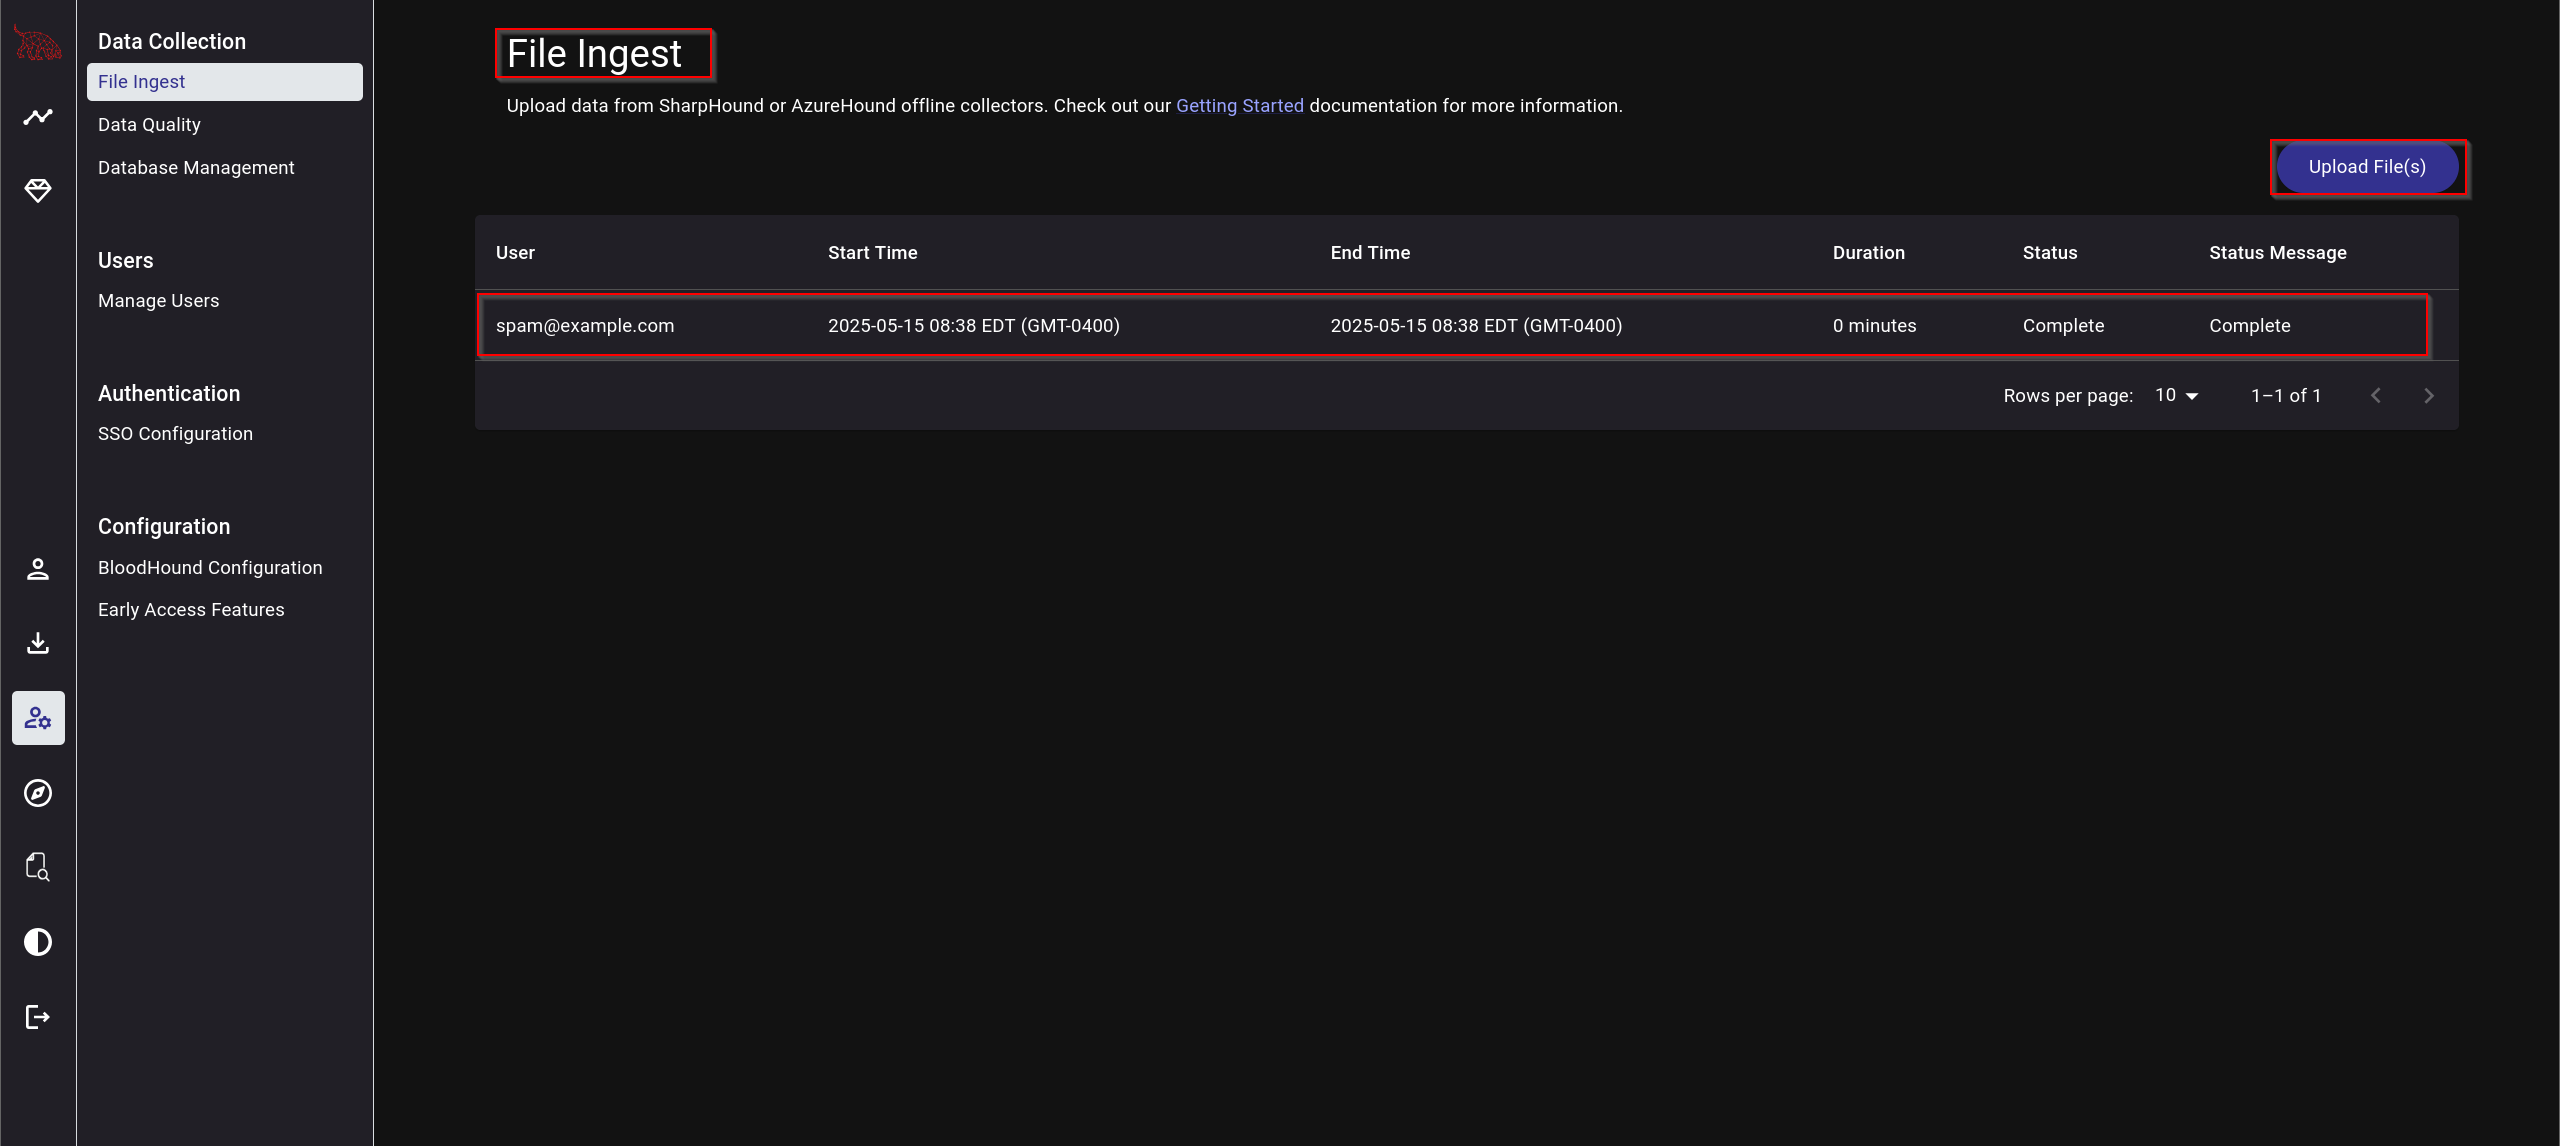 Data Collection
File Ingest
Data Quality
Database Management
Users
Manage Users
Authentication
SSO Configuration
Configuration
BloodHound Configuration
Early Access Features
File Ingest
Upload data from SharpHound or AzureHound offline collectors. Check out our Getting Started documentation for more information.
Upload File(s)
User Start Time End Time Duration Status Status Message
spam@example.com 2025-05-15 08:38 EDT (GMT-0400) 2025-05-15 08:38 EDT (GMT-0400) 0 minutes Complete Complete
Rows per page: 10 1–1 of 1